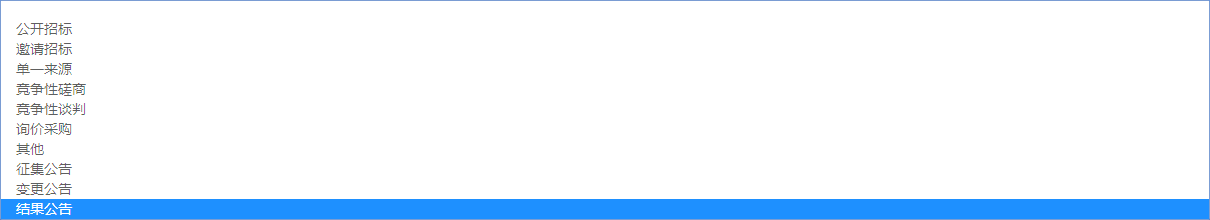 公开招标
邀请招标
单一来源
竞争性磋商
竞争性谈判
询价采购
其他
征集公告
变更公告
结果公告